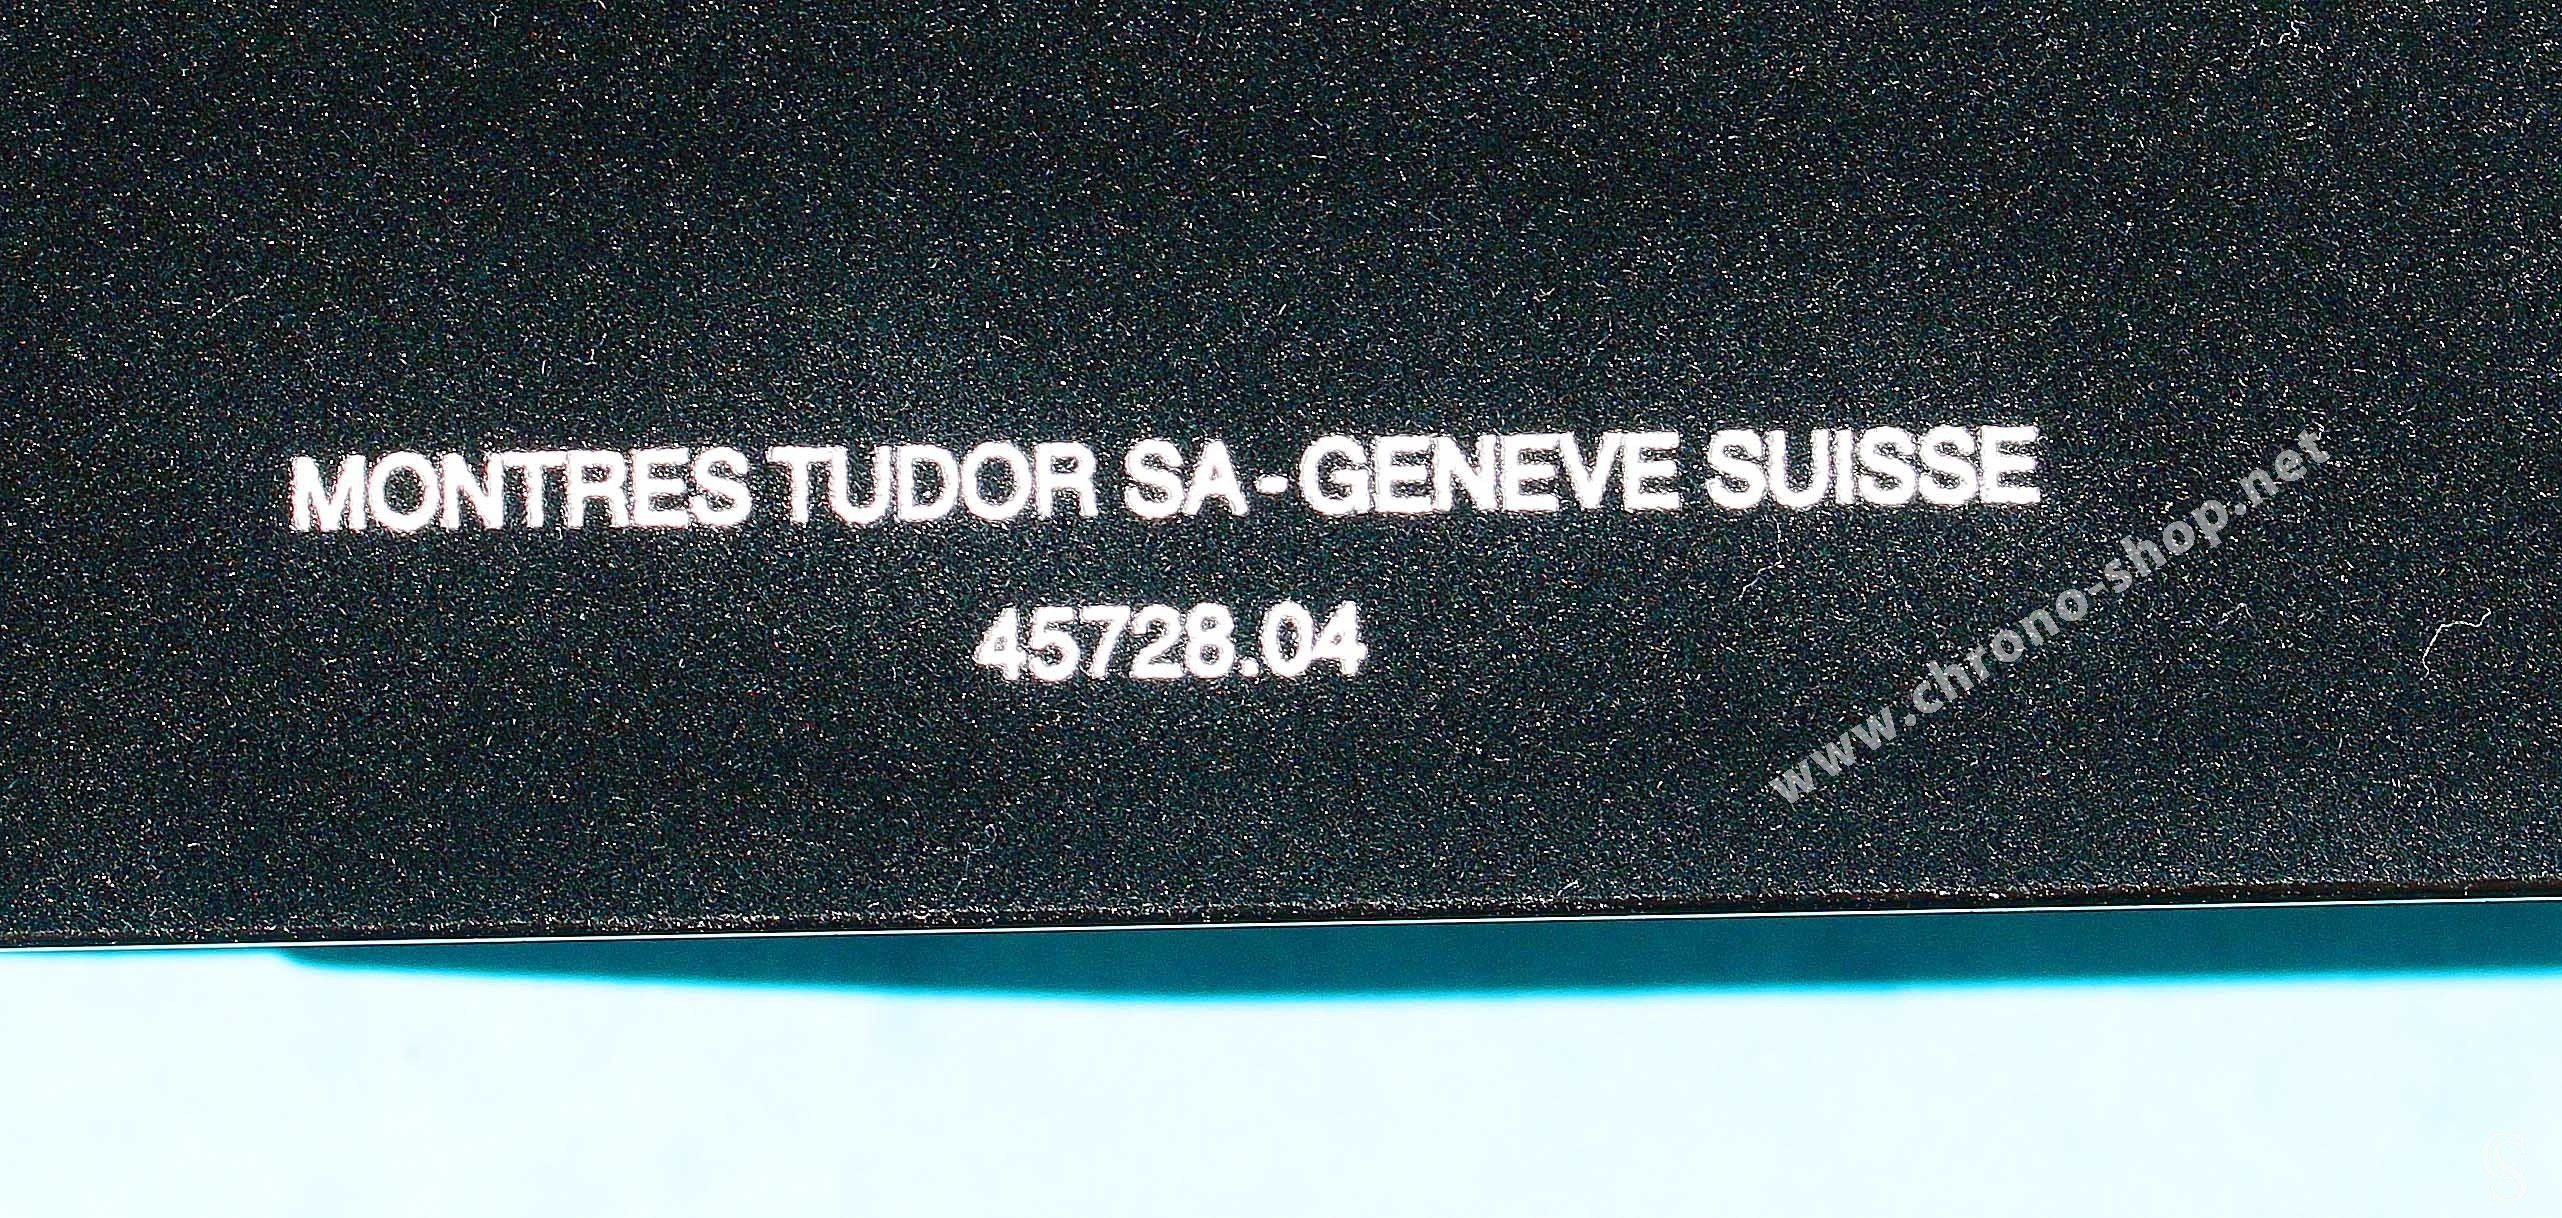 MONTRES TUDOR SA - GENEVE SUISSE
45728.04
www.chrono-shop.net